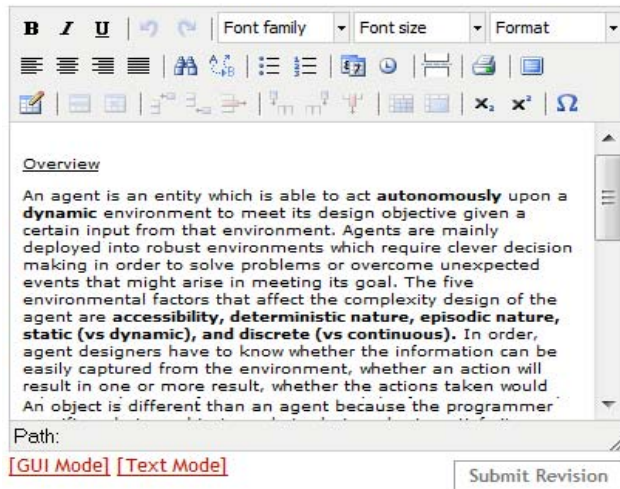 B I U Font family Font size Format
Overview
An agent is an entity which is able to act autonomously upon a
dynamic environment to meet its design objective given a
certain input from that environment. Agents are mainly
deployed into robust environments which require clever decision
making in order to solve problems or overcome unexpected
events that might arise in meeting its goal. The five
environmental factors that affect the complexity design of the
agent are accessibility, deterministic nature, episodic nature,
static (vs dynamic), and discrete (vs continuous). In order,
agent designers have to know whether the information can be
easily captured from the environment, whether an action will
result in one or more result, whether the actions taken would
An object is different than an agent because the programmer
Path:
[GUI Mode] [Text Mode]
Submit Revision